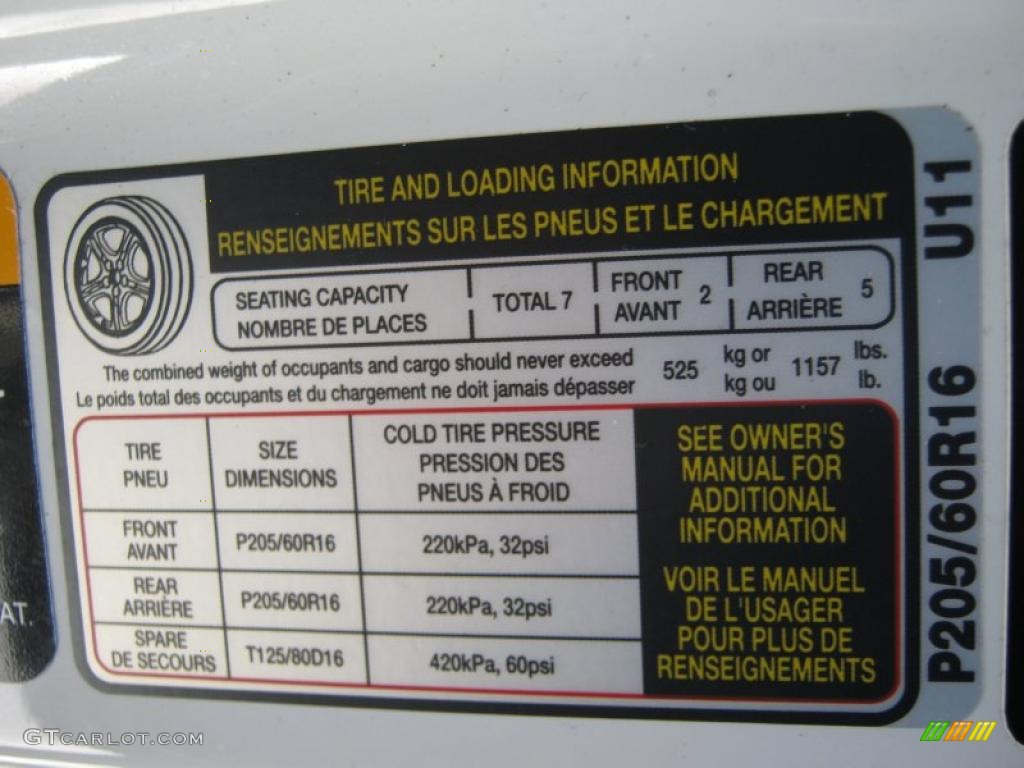 TIRE AND LOADING INFORMATION
RENSEIGNEMENTS SUR LES PNEUS ET LE CHARGEMENT
SEATING CAPACITY
NOMBRE DE PLACES
TOTAL 7
FRONT
AVANT
2
REAR
ARRIÈRE
5
The combined weight of occupants and cargo should never exceed
Le poids total des occupants et du chargement ne doit jamais dépasser
525
kg or
kg ou
1157
lbs.
lb.
TIRE
PNEU
SIZE
DIMENSIONS
COLD TIRE PRESSURE
PRESSION DES
PNEUS À FROID
FRONT
AVANT
P205/60R16
220kPa, 32psi
REAR
ARRIÈRE
P205/60R16
220kPa, 32psi
SPARE
DE SECOURS
T125/80D16
420kPa, 60psi
SEE OWNER'S
MANUAL FOR
ADDITIONAL
INFORMATION
VOIR LE MANUEL
DE L'USAGER
POUR PLUS DE
RENSEIGNEMENTS
P205/60R16 U11
AT.
GTCARLOT.COM